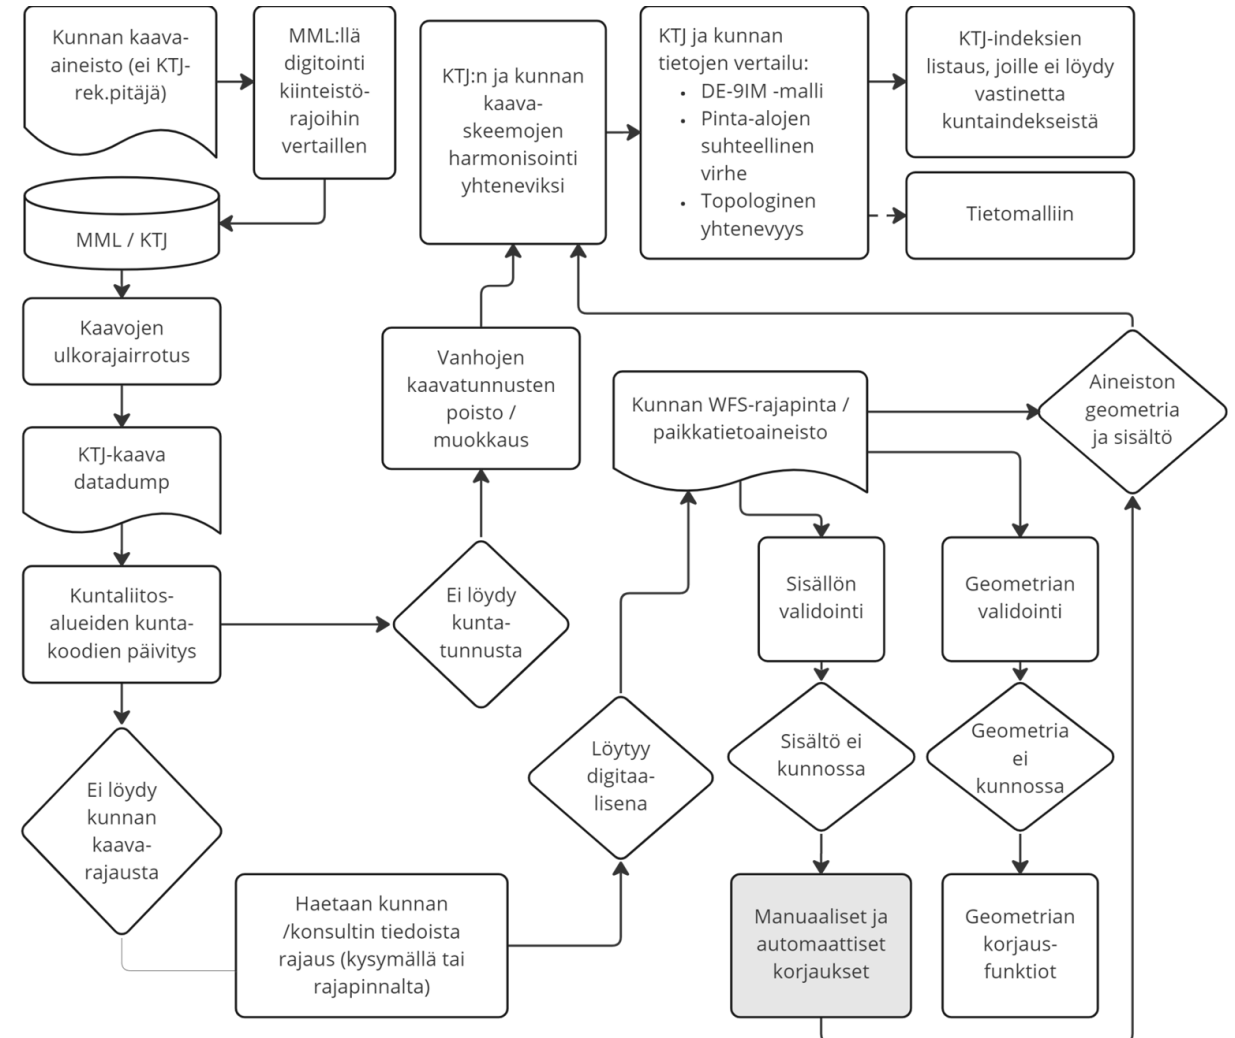 Kunnan kaava-
aineisto (ei KTJ-
rek.pitäjä)
MML:llä
digitointi
kiinteistö-
rajoihin
vertaillen
KTJ:n ja kunnan
kaava-
skeemojen
harmonisointi
yhteneviksi
KTJ ja kunnan
tietojen vertailu:
• DE-9IM -malli
• Pinta-alojen
suhteellinen
virhe
• Topologinen
yhtenevyys
KTJ-indeksien
listaus, joille ei löydy
vastinetta
kuntaindekseistä
Tietomalliin
MML / KTJ
Kaavojen
ulkorajairrotus
KTJ-kaava
datadump
Kuntaliitos-
alueiden kunta-
koodien päivitys
Ei löydy
kunnan
kaava-
rajausta
Vanhojen
kaavatunnusten
poisto /
muokkaus
Ei löydy
kunta-
tunnusta
Haetaan kunnan
/konsultin tiedoista
rajaus (kysymällä tai
rajapinnalta)
Löytyy
digitaa-
lisena
Kunnan WFS-rajapinta /
paikkatietoaineisto
Aineiston
geometria
ja sisältö
Sisällön
validointi
Geometrian
validointi
Sisältö ei
kunnossa
Geometria
ei
kunnossa
Manuaaliset ja
automaattiset
korjaukset
Geometrian
korjaus-
funktiot